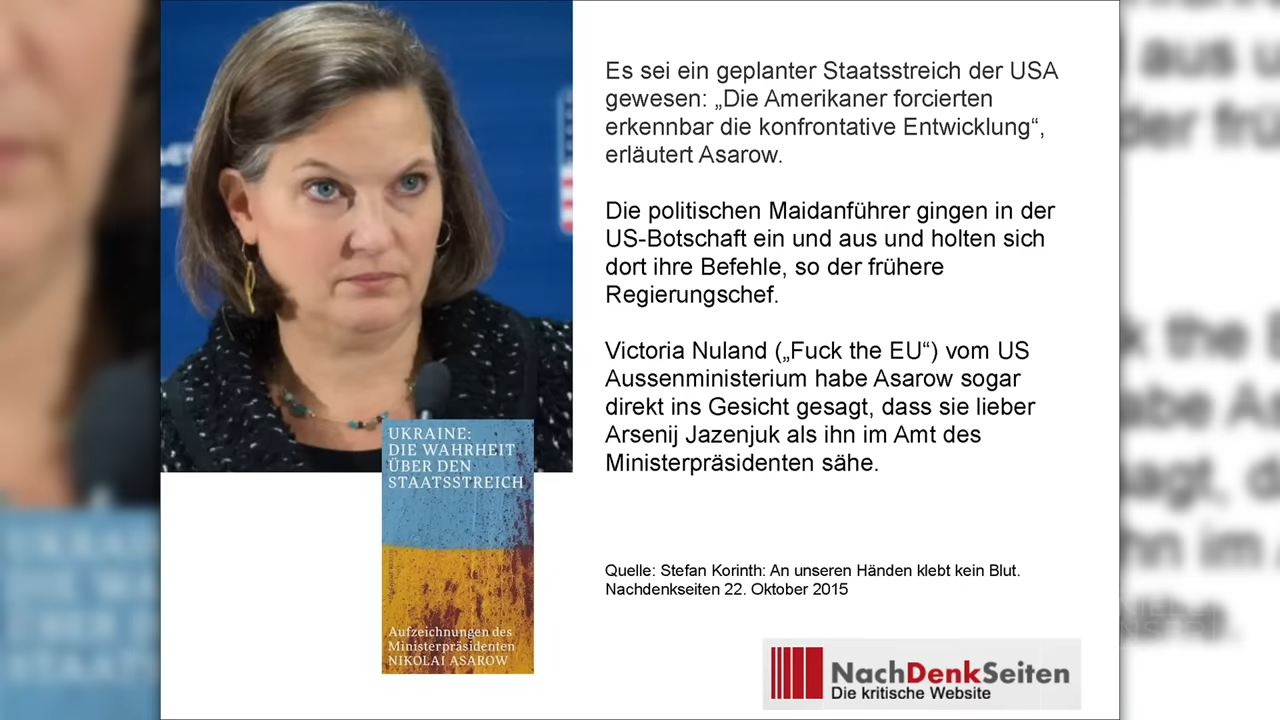 Es sei ein geplanter Staatsstreich der USA
gewesen: „Die Amerikaner forcierten
erkennbar die konfrontative Entwicklung“,
erläutert Asarow.
Die politischen Maidanführer gingen in der
US-Botschaft ein und aus und holten sich
dort ihre Befehle, so der frühere
Regierungschef.
Victoria Nuland („Fuck the EU“) vom US
Aussenministerium habe Asarow sogar
direkt ins Gesicht gesagt, dass sie lieber
Arsenij Jazenjuk als ihn im Amt des
Ministerpräsidenten sähe.
UKRAINE:
DIE WAHRHEIT
ÜBER DEN
STAATSSTREICH
Aufzeichnungen des
Ministerpräsidenten
NIKOLAI ASAROW
Quelle: Stefan Korinth: An unseren Händen klebt kein Blut.
Nachdenkseiten 22. Oktober 2015
NachDenkSeiten
Die kritische Website